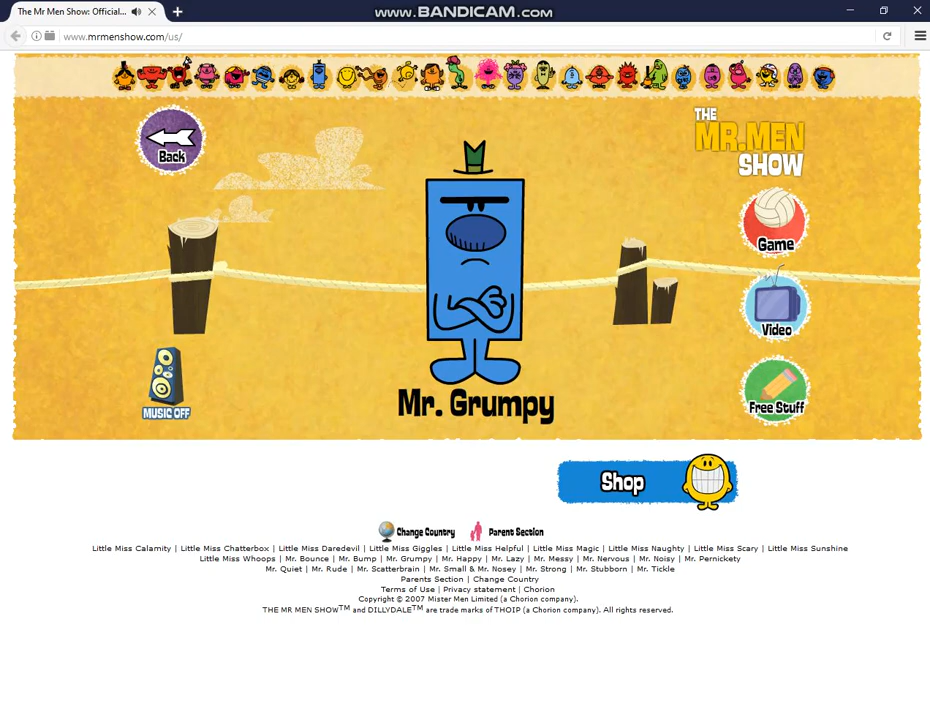 www.BANDICAM.com
The Mr Men Show: Official...
www.mrmenshow.com/us/
Back
THE
MR.MEN
SHOW
Game
Video
MUSIC OFF
Mr. Grumpy
Free Stuff
Shop
Change Country Parent Section
Little Miss Calamity | Little Miss Chatterbox | Little Miss Daredevil | Little Miss Giggles | Little Miss Helpful | Little Miss Magic | Little Miss Naughty | Little Miss Scary | Little Miss Sunshine
Little Miss Whoops | Mr. Bounce | Mr. Bump | Mr. Grumpy | Mr. Happy | Mr. Lazy | Mr. Messy | Mr. Nervous | Mr. Noisy | Mr. Pernickety
Mr. Quiet | Mr. Rude | Mr. Scatterbrain | Mr. Small & Mr. Nosey | Mr. Strong | Mr. Stubborn | Mr. Tickle
Parents Section | Change Country
Terms of Use | Privacy statement | Chorion
Copyright © 2007 Mister Men Limited (a Chorion company).
THE MR MEN SHOW™ and DILLYDALE™ are trade marks of THOIP (a Chorion company). All rights reserved.